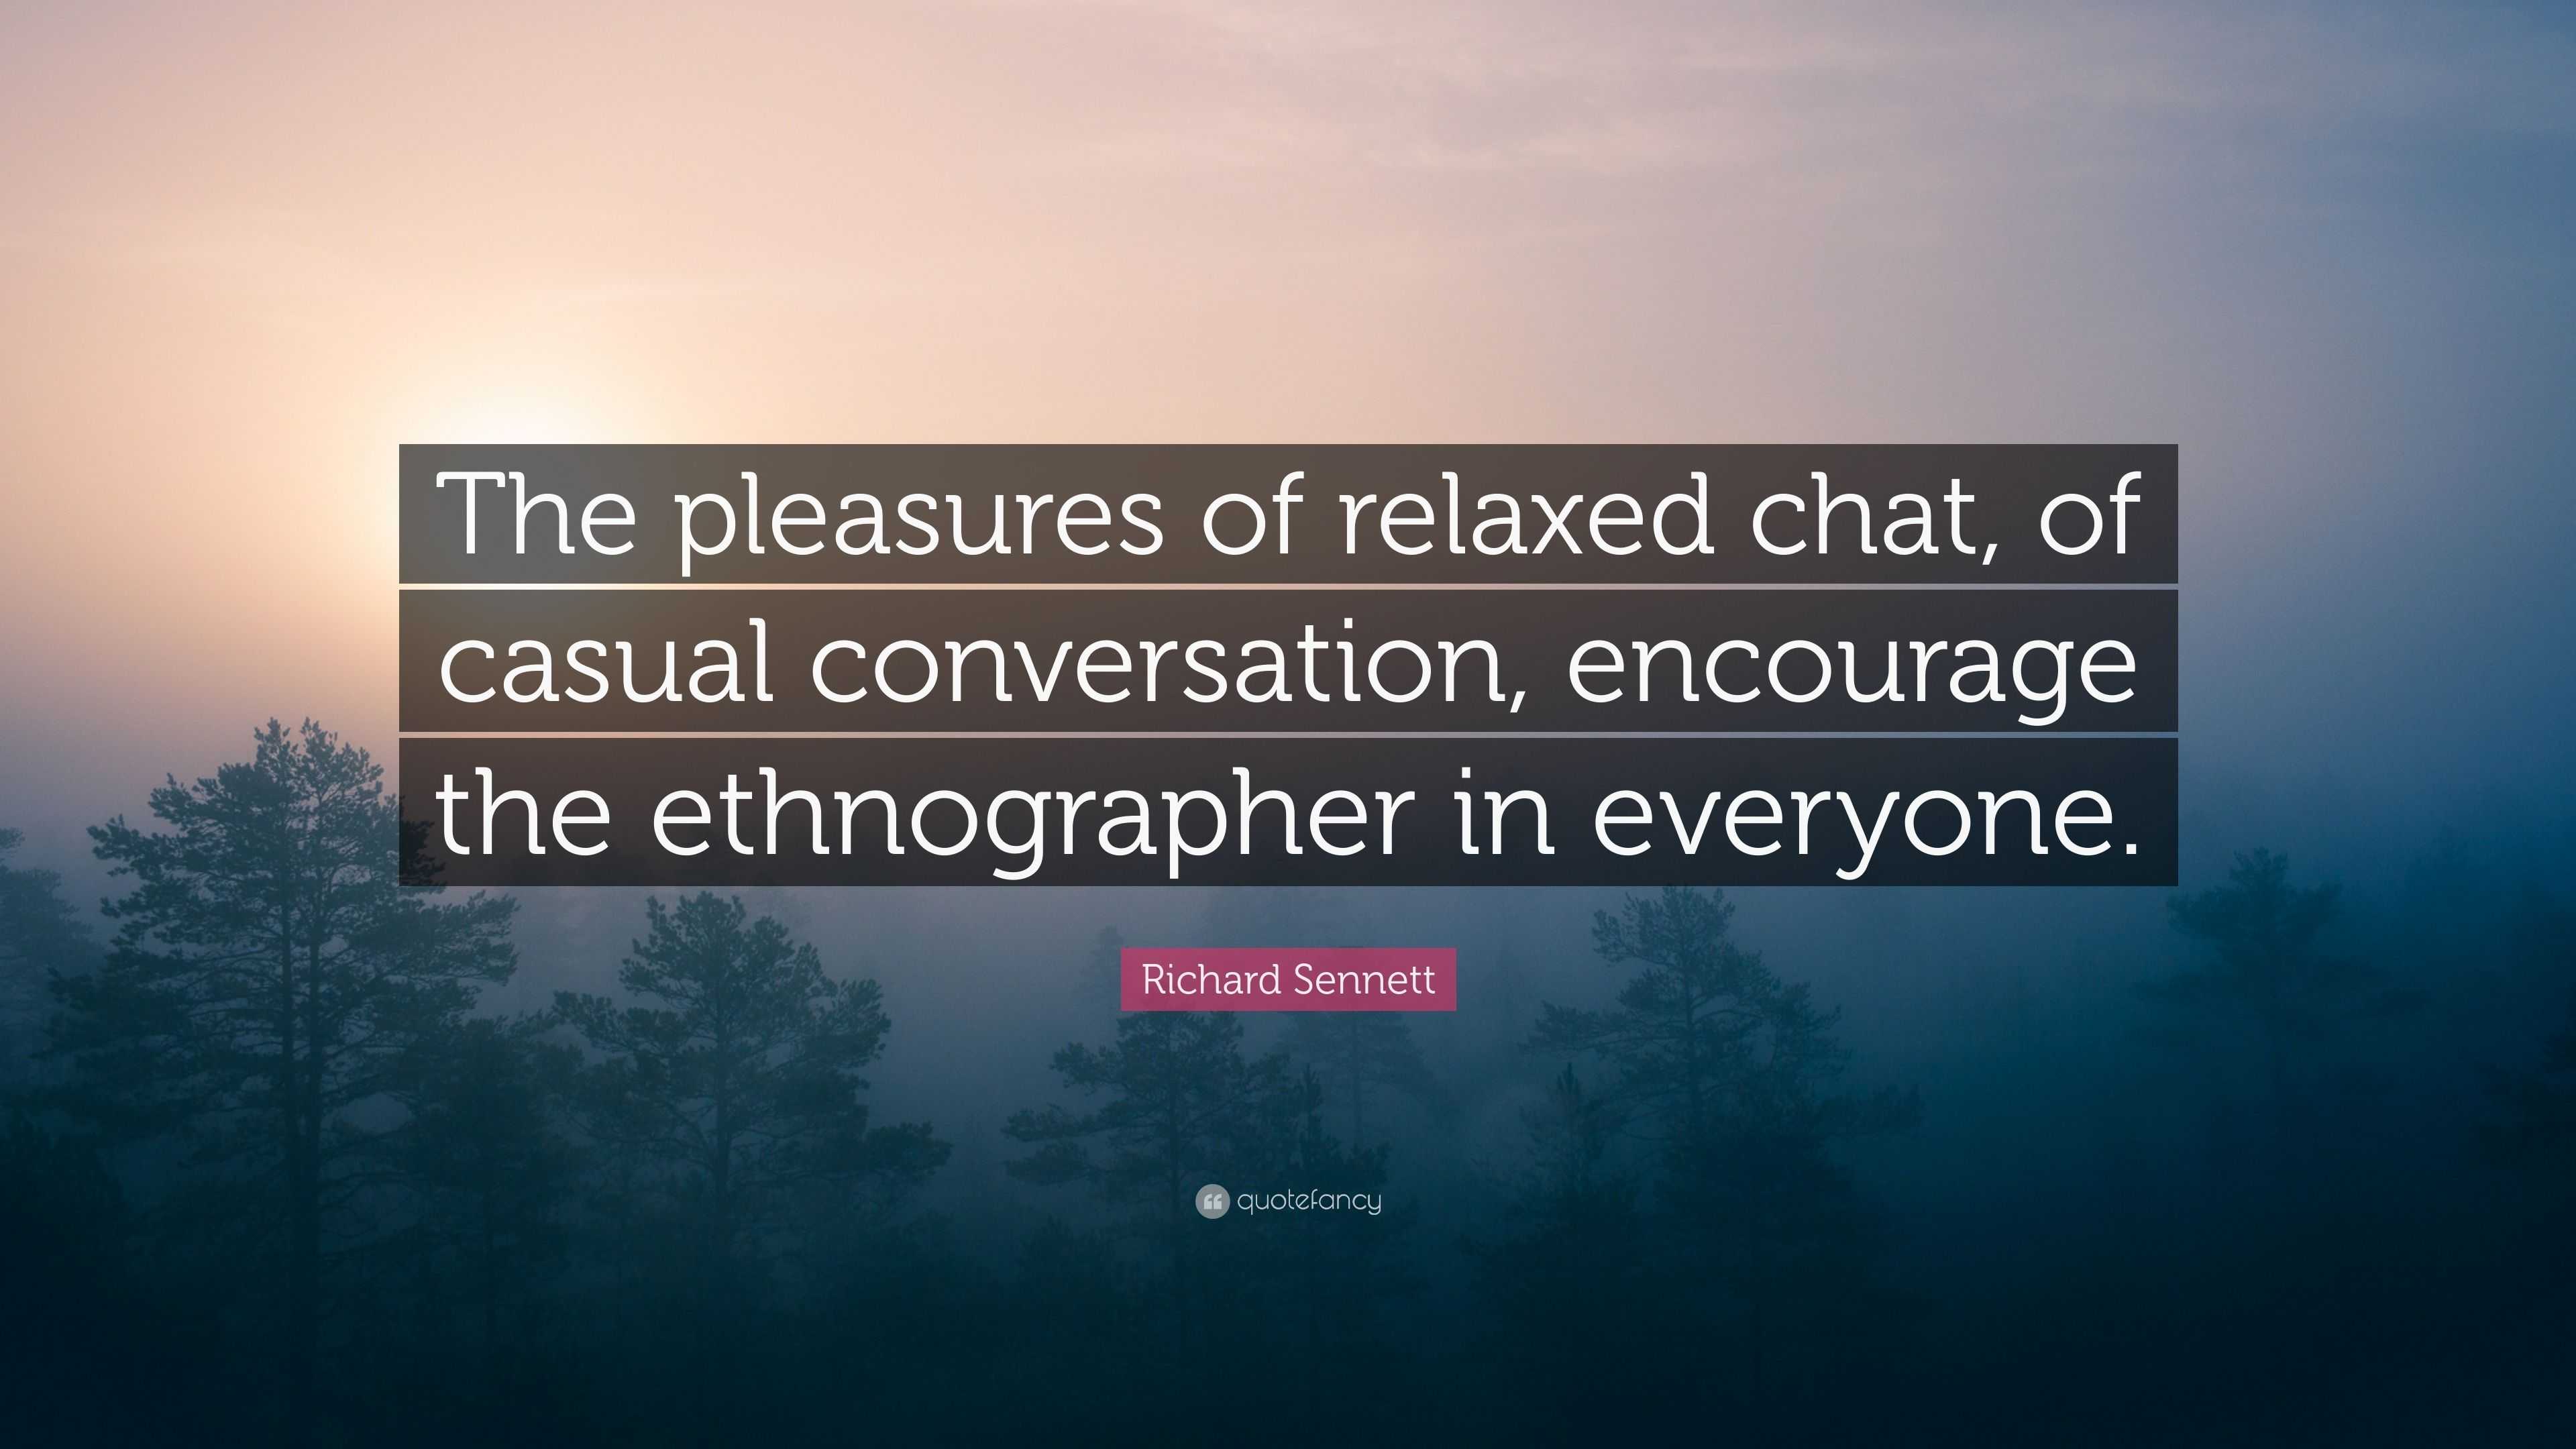 The pleasures of relaxed chat, of
casual conversation, encourage
the ethnographer in everyone.
Richard Sennett
quotefancy